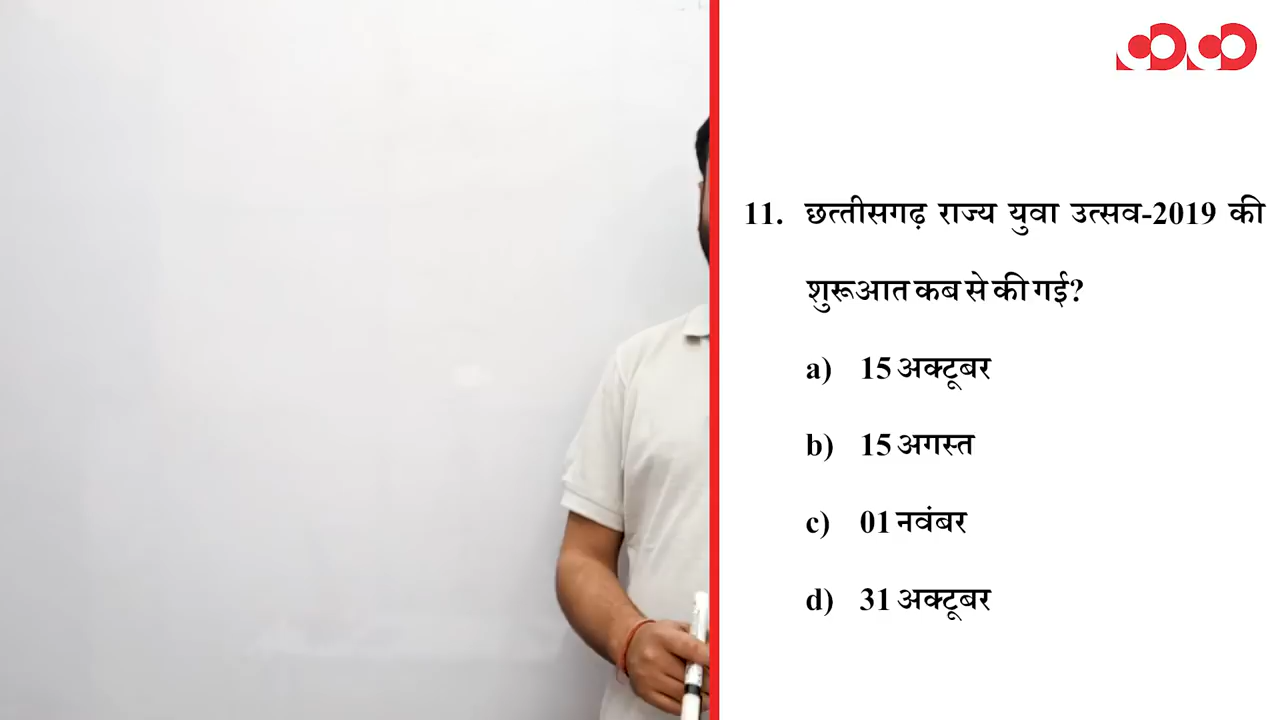 11. छत्तीसगढ़ राज्य युवा उत्सव-2019 की
शुरूआत कब से की गई?
a) 15 अक्टूबर
b) 15 अगस्त
c) 01 नवंबर
d) 31 अक्टूबर